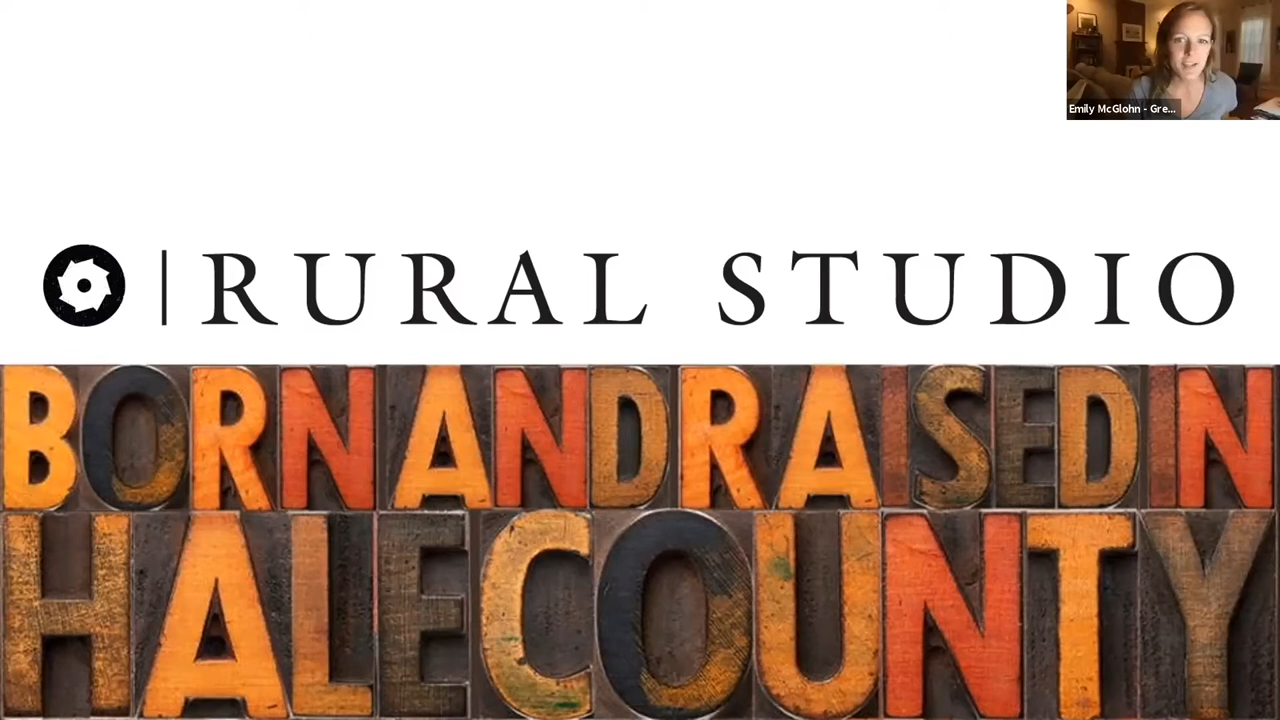 Emily McGlohn - Gre...
RURAL STUDIO
BORNANDRAISEDIN
HALECOUNTY